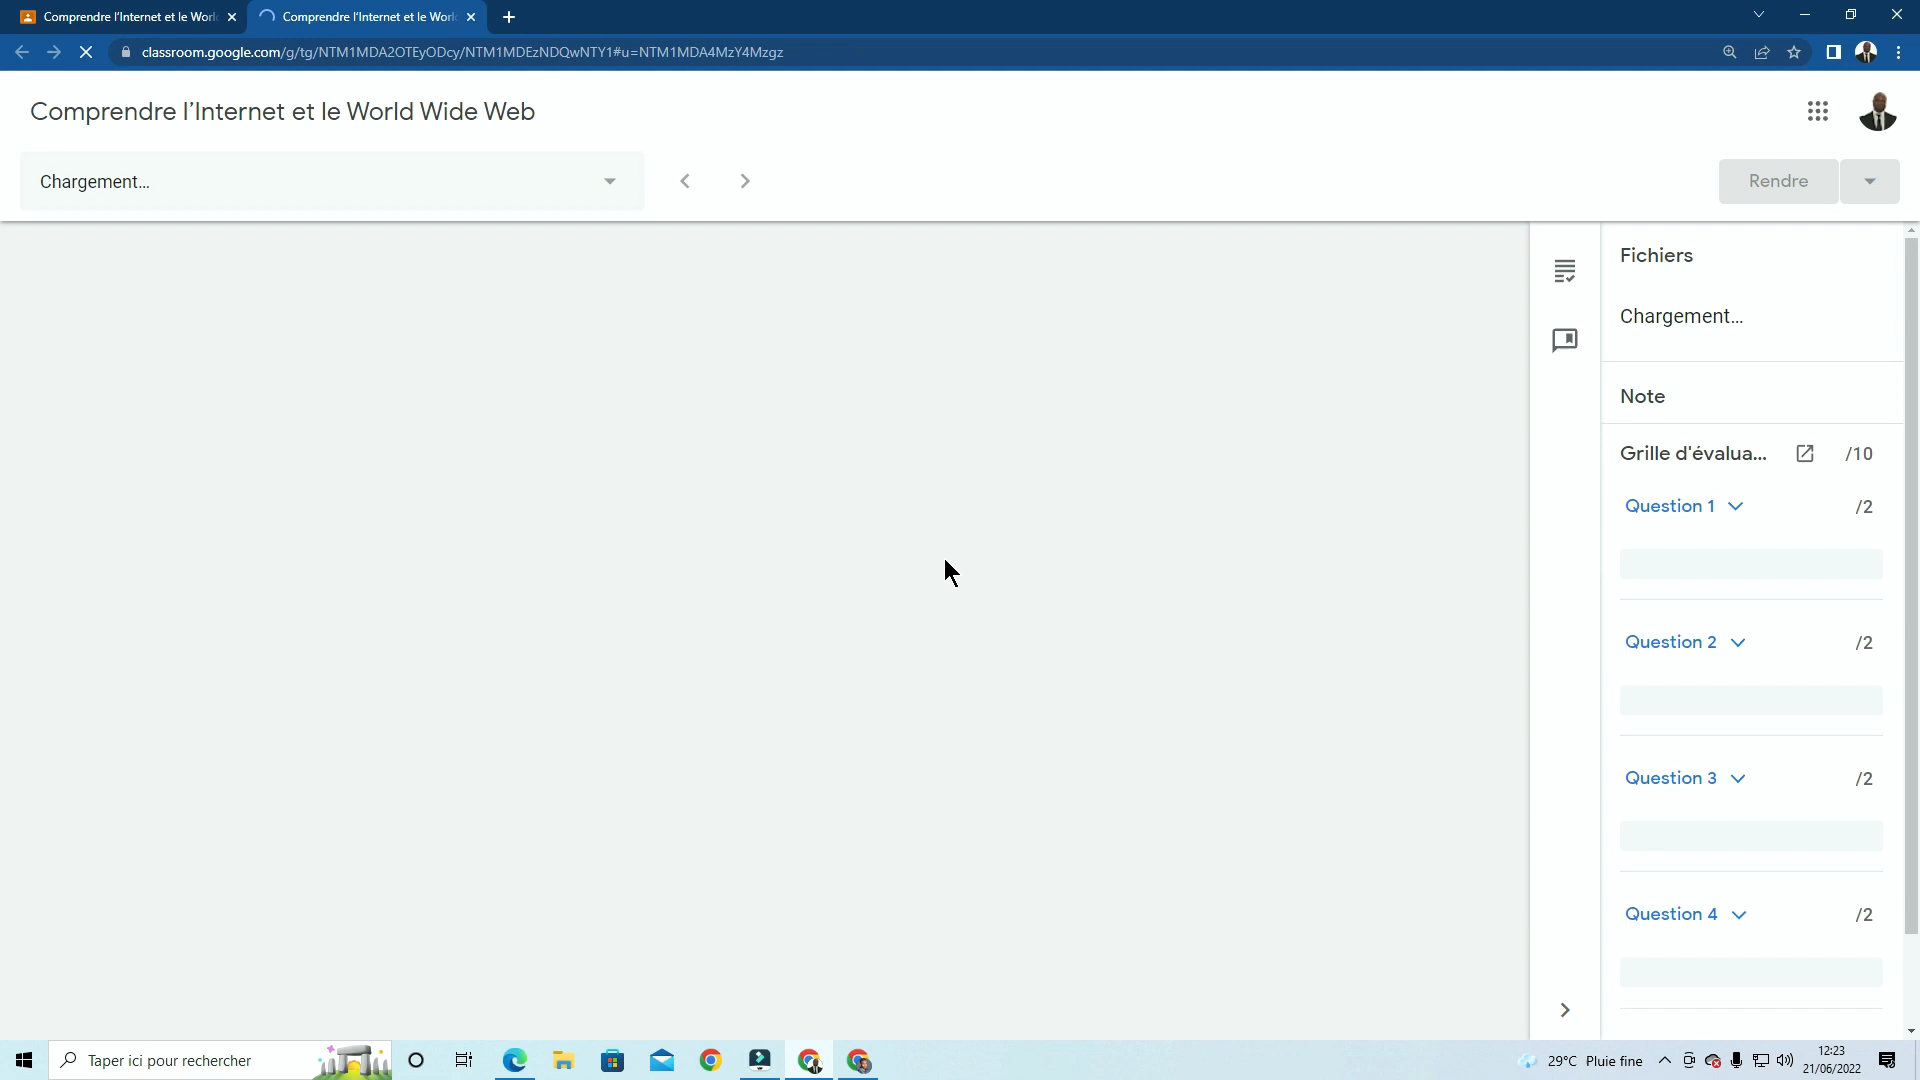 Comprendre l'Internet et le Worl
Comprendre l'Internet et le Worl
classroom.google.com/g/tg/NTM1MDA2OTEyODcy/NTM1MDEzNDQwNTY1#u=NTM1MDA4MzY4Mzgz
Comprendre l'Internet et le World Wide Web
Chargement...
Rendre
Fichiers
Chargement...
Note
Grille d'évalua... /10
Question 1 /2
Question 2 /2
Question 3 /2
Question 4 /2
Taper ici pour rechercher
29°C Pluie fine
12:23
21/06/2022